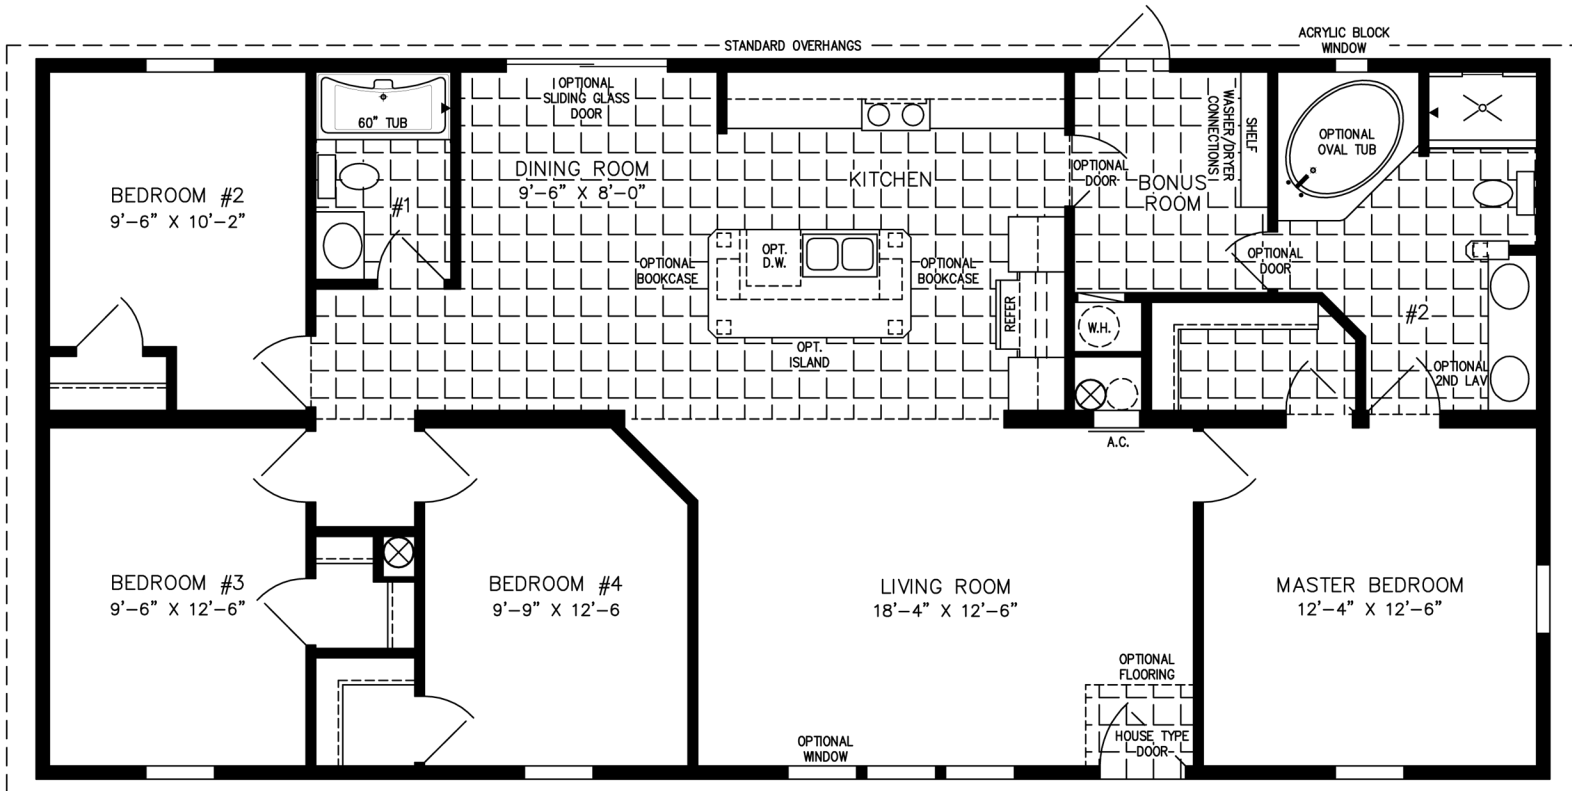 STANDARD OVERHANGS
ACRYLIC BLOCK
WINDOW
OPTIONAL
SLIDING GLASS
DOOR
60" TUB
WASHER/DRYER
CONNECTIONS
SHELF
OPTIONAL
OVAL TUB
BEDROOM #2
9'-6" X 10'-2"
#1
DINING ROOM
9'-6" X 8'-0"
KITCHEN
OPTIONAL
DOOR
BONUS
ROOM
OPTIONAL
BOOKCASE
OPT.
D.W.
OPTIONAL
BOOKCASE
OPTIONAL
DOOR
REFER
W.H.
#2
OPT.
ISLAND
OPTIONAL
2ND LAV
A.C.
BEDROOM #3
9'-6" X 12'-6"
BEDROOM #4
9'-9" X 12'-6
LIVING ROOM
18'-4" X 12'-6"
MASTER BEDROOM
12'-4" X 12'-6"
OPTIONAL
FLOORING
OPTIONAL
WINDOW
HOUSE TYPE
DOOR